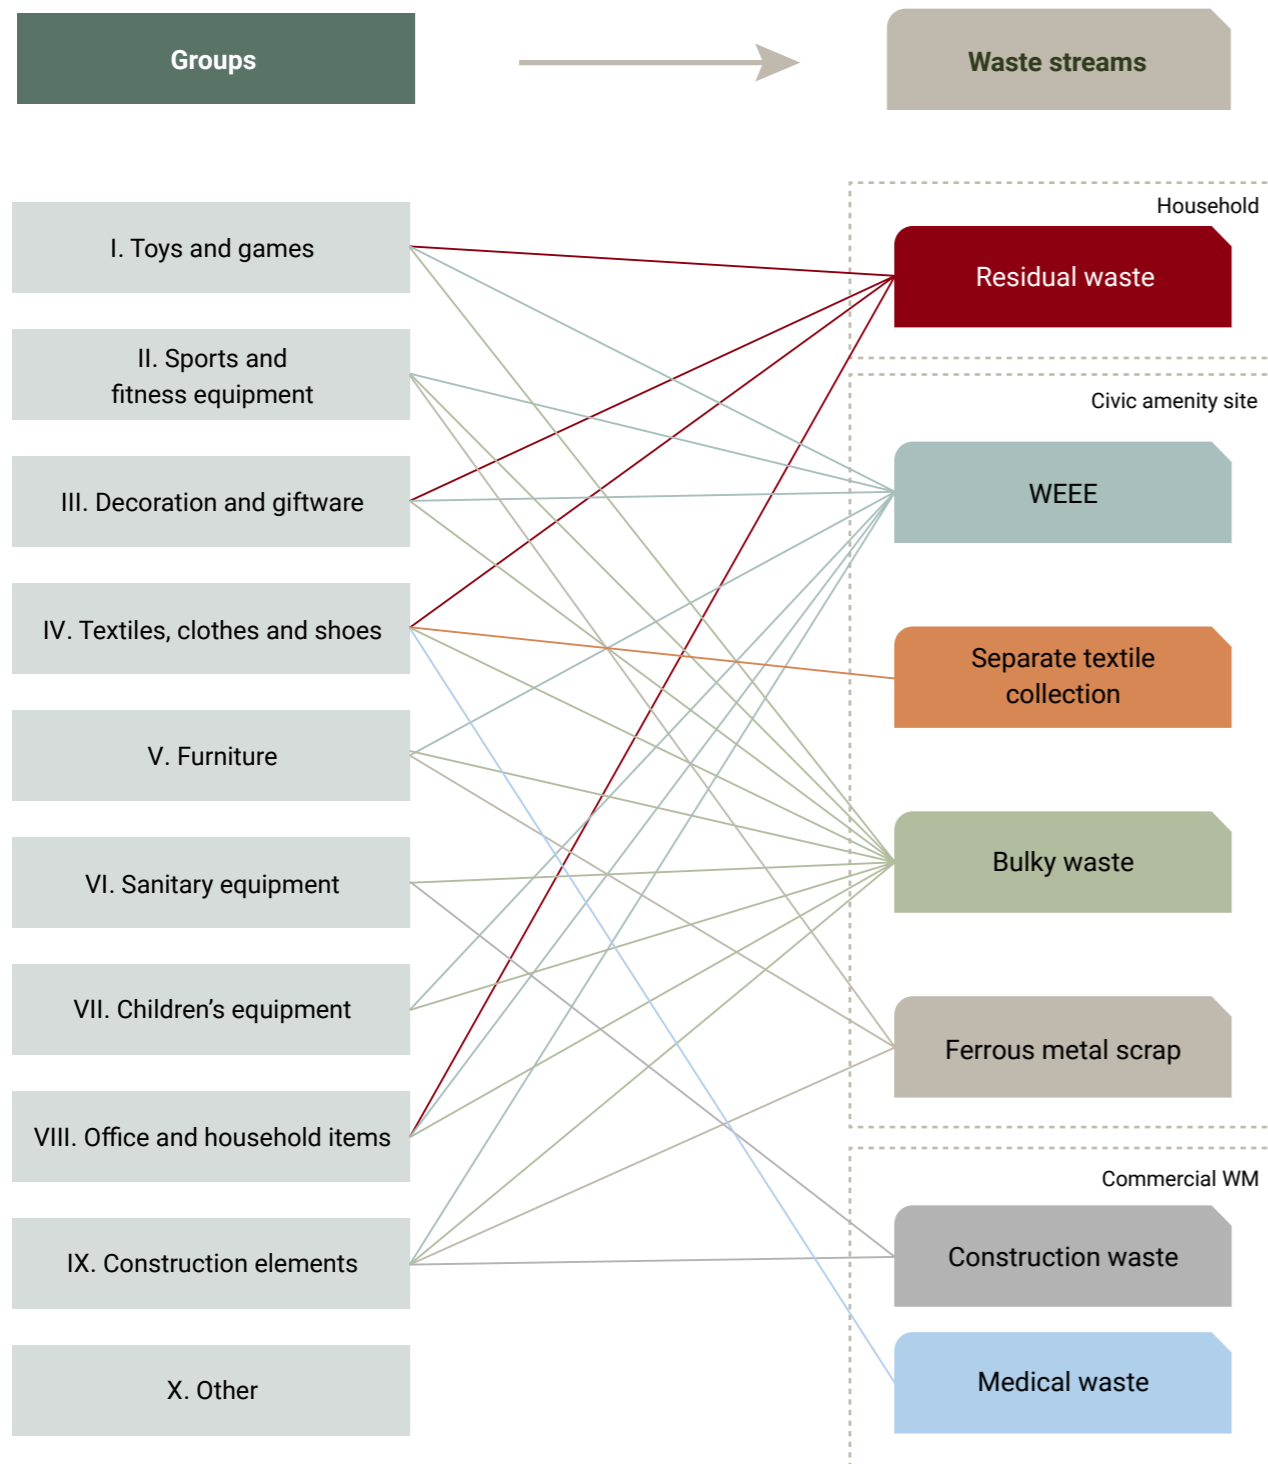 Groups
Waste streams
I. Toys and games
II. Sports and
fitness equipment
III. Decoration and giftware
IV. Textiles, clothes and shoes
V. Furniture
VI. Sanitary equipment
VII. Children’s equipment
VIII. Office and household items
IX. Construction elements
X. Other
Household
Residual waste
Civic amenity site
WEEE
Separate textile
collection
Bulky waste
Ferrous metal scrap
Commercial WM
Construction waste
Medical waste